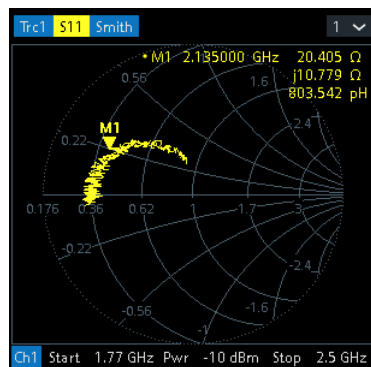 Trc1 S11 Smith 1
• M1 2.135000 GHz 20.405 Ω
j10.779 Ω
803.542 pH
0.56 1.6
2.4
M1
0.22
0.176 0.36 0.62 1 1.7 3
-0.22
-2.4
-0.56 -1.6
-1
Ch1 Start 1.77 GHz Pwr -10 dBm Stop 2.5 GHz